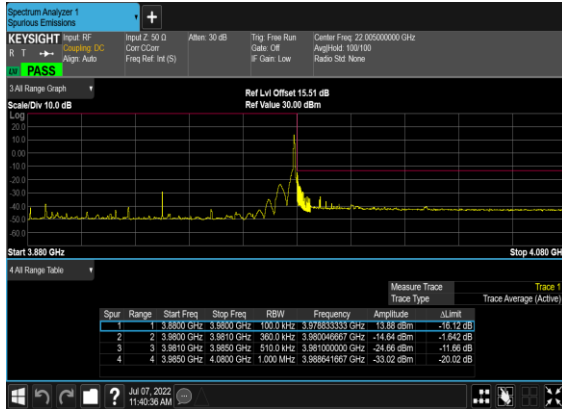 Spectrum Analyzer 1
Spurious Emissions
KEYSIGHT Input: RF Input Z: 50 Ω Atten: 30 dB Trig: Free Run Center Freq: 22.005000000 GHz
R T Coupling: DC Corr CCorr Gate: Off Avg|Hold: 100/100
Align: Auto Freq Ref: Int (S) IF Gain: Low Radio Std: None
PASS
3 All Range Graph
Ref Lvl Offset 15.51 dB
Scale/Div 10.0 dB Ref Value 30.00 dBm
Log
20.0
10.0
0.00
-10.0
-20.0
-30.0
-40.0
-50.0
-60.0
Start 3.880 GHz Stop 4.080 GH
4 All Range Table
Measure Trace Trace 1
Trace Type Trace Average (Active)
Spur Range Start Freq Stop Freq RBW Frequency Amplitude ΔLimit
1 1 3.8800 GHz 3.9800 GHz 100.0 kHz 3.978833333 GHz 13.88 dBm -16.12 dB
2 2 3.9800 GHz 3.9810 GHz 360.0 kHz 3.980046667 GHz -14.64 dBm -1.642 dB
3 3 3.9810 GHz 3.9850 GHz 510.0 kHz 3.981000000 GHz -24.66 dBm -11.66 dB
4 4 3.9850 GHz 4.0800 GHz 1.000 MHz 3.988641667 GHz -33.02 dBm -20.02 dB
? Jul 07, 2022
11:40:36 AM